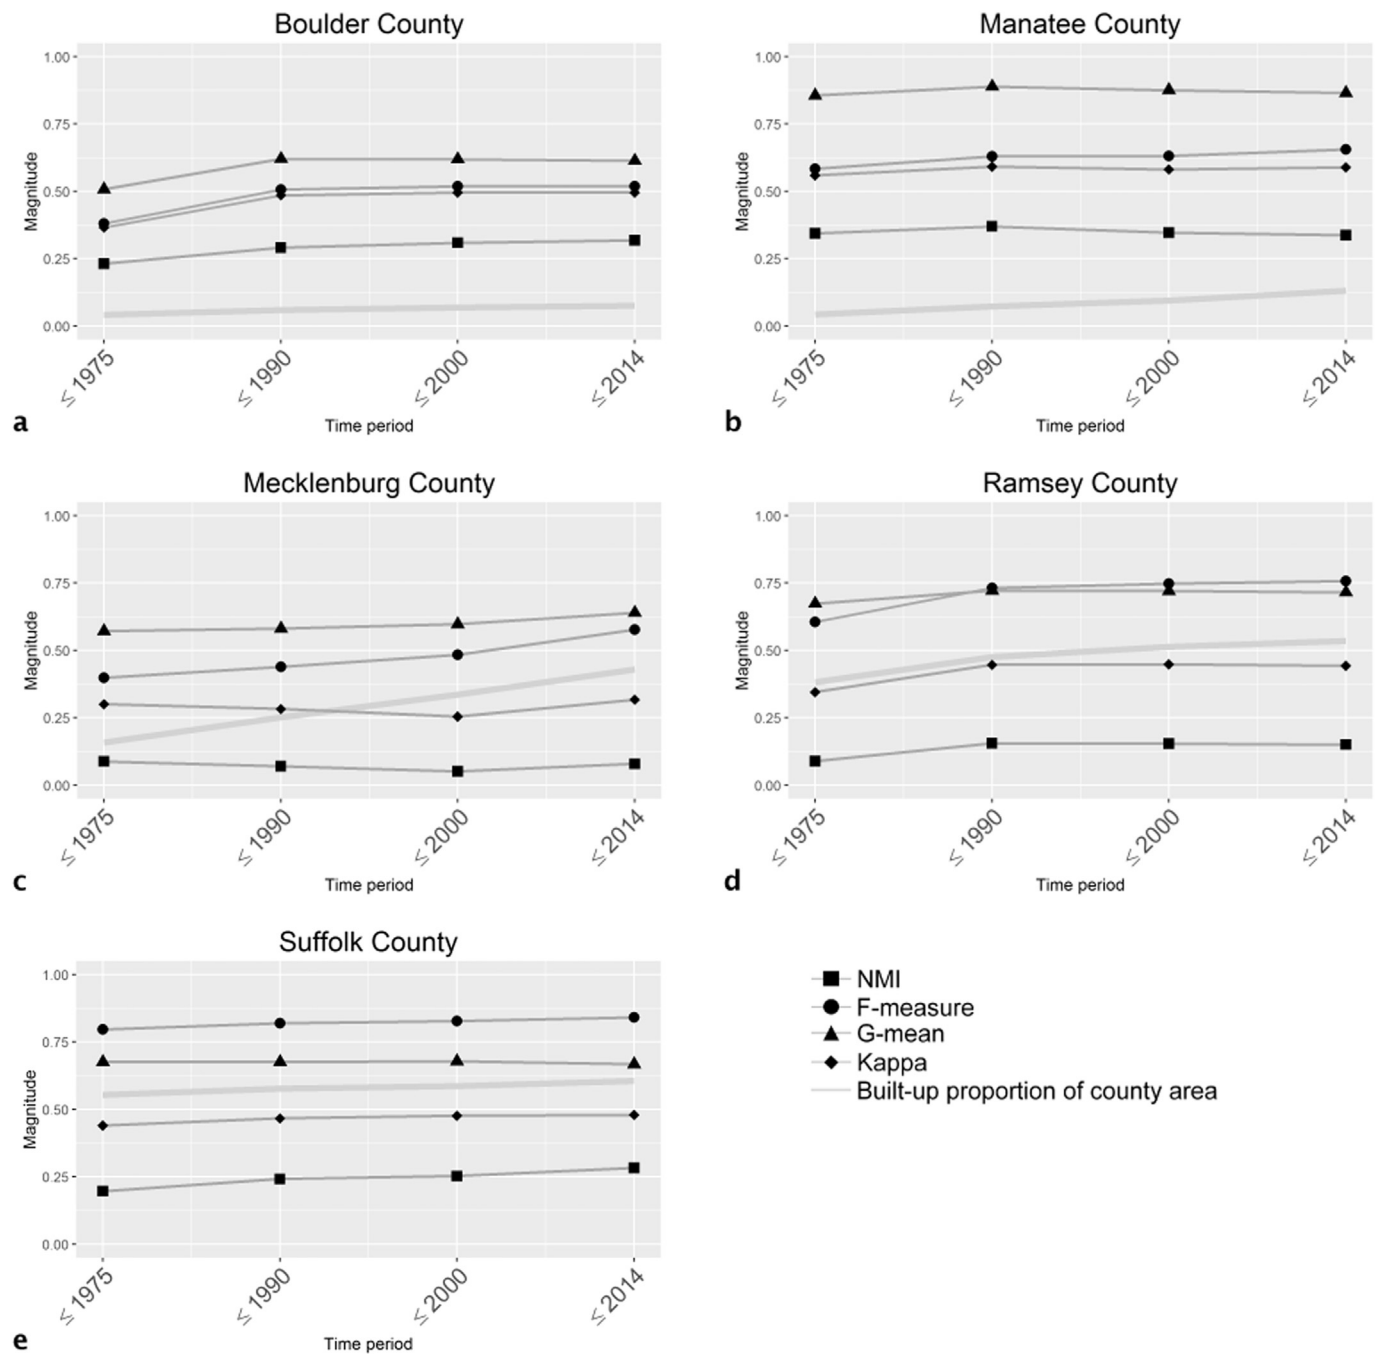 Boulder County
1.00
0.75
0.50
0.25
0.00
Magnitude
≤ 1975
≤ 1990
≤ 2000
≤ 2014
Time period
a
Manatee County
1.00
0.75
0.50
0.25
0.00
Magnitude
≤ 1975
≤ 1990
≤ 2000
≤ 2014
Time period
b
Mecklenburg County
1.00
0.75
0.50
0.25
0.00
Magnitude
≤ 1975
≤ 1990
≤ 2000
≤ 2014
Time period
c
Ramsey County
1.00
0.75
0.50
0.25
0.00
Magnitude
≤ 1975
≤ 1990
≤ 2000
≤ 2014
Time period
d
Suffolk County
1.00
0.75
0.50
0.25
0.00
Magnitude
≤ 1975
≤ 1990
≤ 2000
≤ 2014
Time period
e
NMI
F-measure
G-mean
Kappa
Built-up proportion of county area